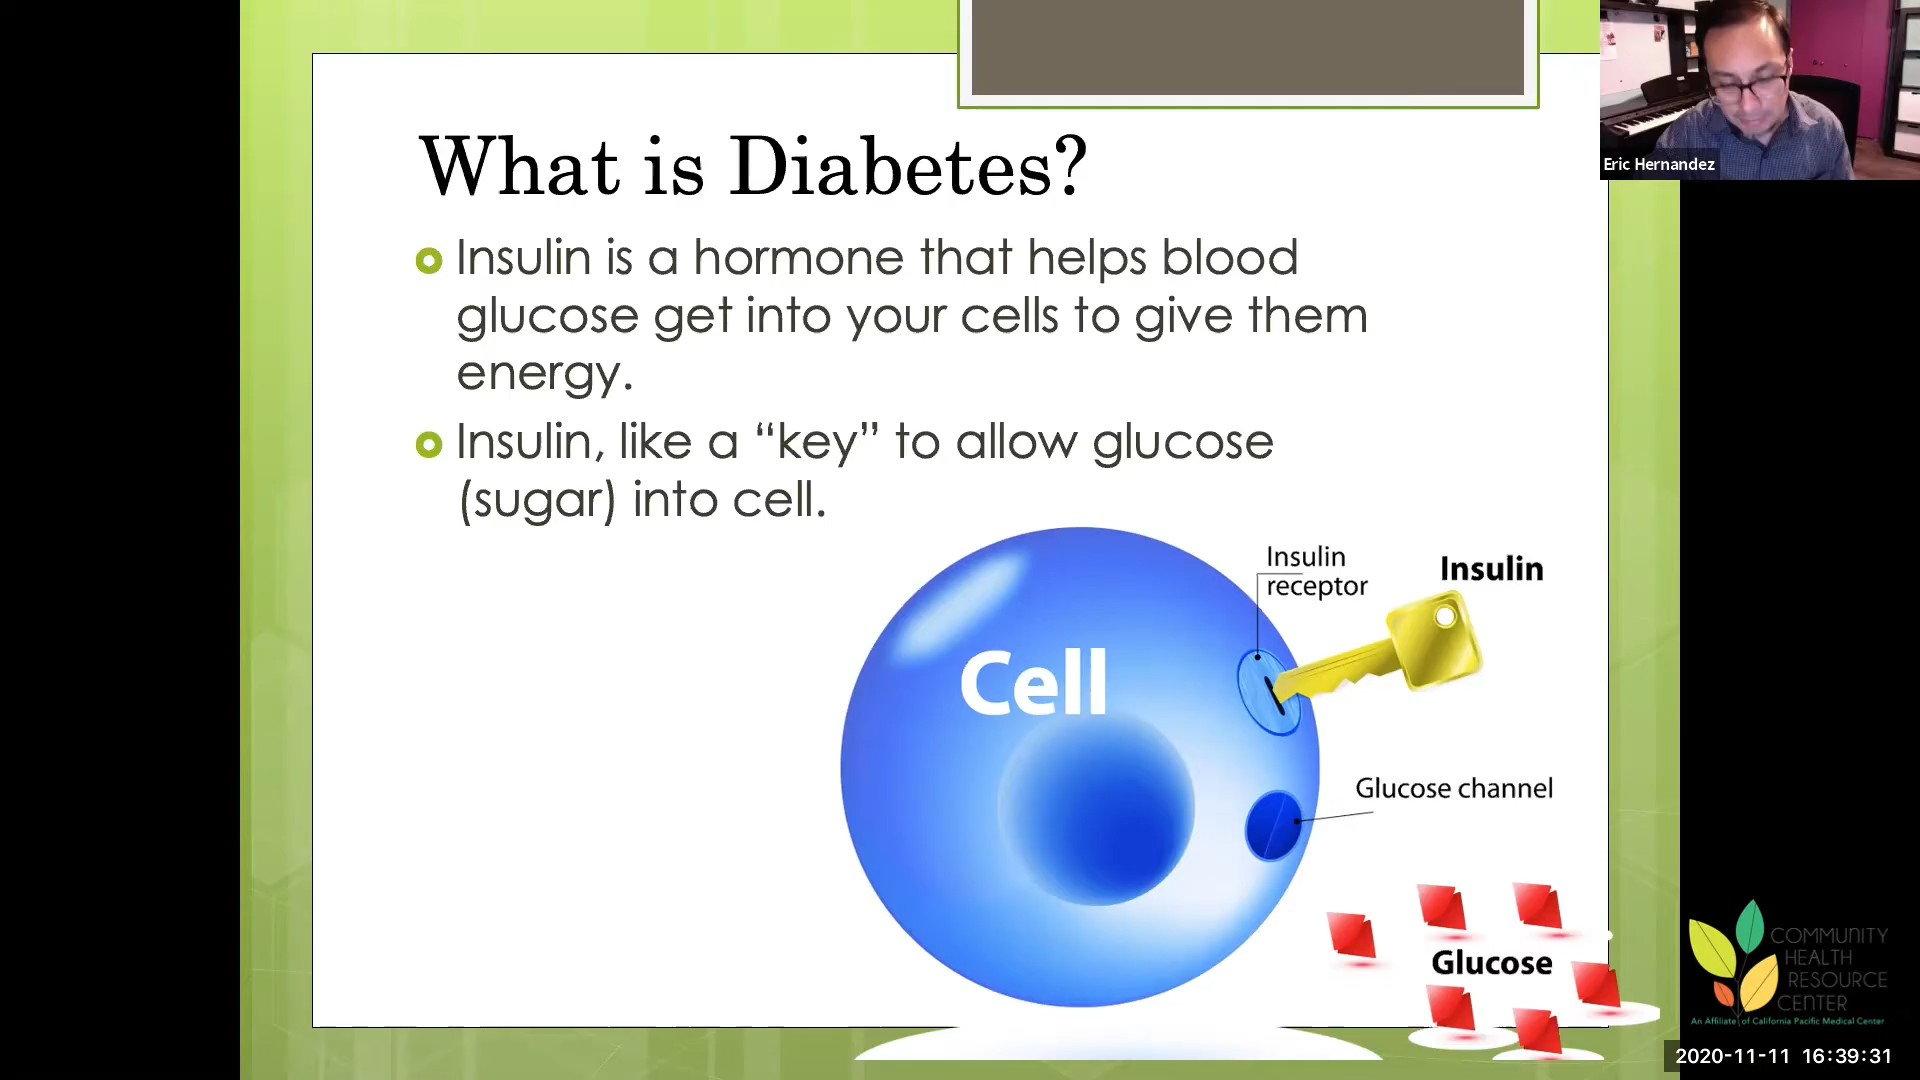 What is Diabetes?
Insulin is a hormone that helps blood
glucose get into your cells to give them
energy.
Insulin, like a “key” to allow glucose
(sugar) into cell.
Insulin
receptor
Insulin
Cell
Glucose channel
Glucose
Eric Hernandez
COMMUNITY
HEALTH
RESOURCE
CENTER
An Affiliate of California Pacific Medical Center
2020-11-11 16:39:31